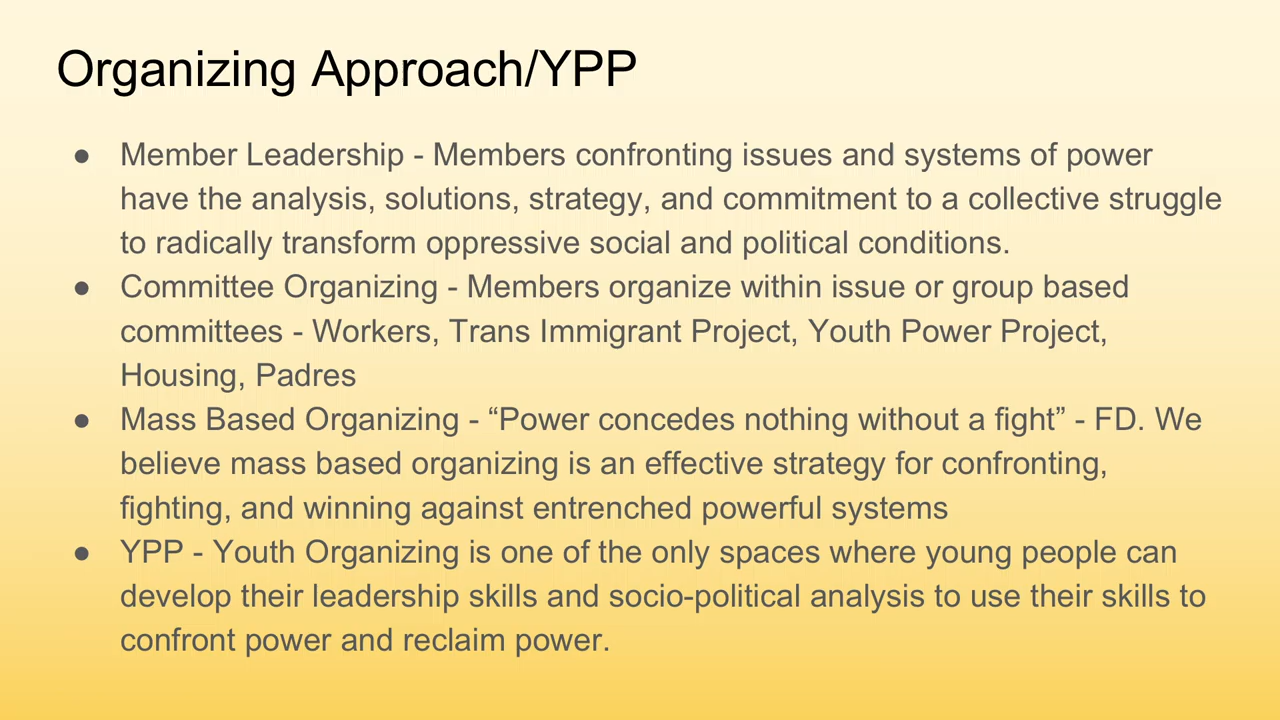 Organizing Approach/YPP
● Member Leadership - Members confronting issues and systems of power
have the analysis, solutions, strategy, and commitment to a collective struggle
to radically transform oppressive social and political conditions.
● Committee Organizing - Members organize within issue or group based
committees - Workers, Trans Immigrant Project, Youth Power Project,
Housing, Padres
● Mass Based Organizing - “Power concedes nothing without a fight” - FD. We
believe mass based organizing is an effective strategy for confronting,
fighting, and winning against entrenched powerful systems
● YPP - Youth Organizing is one of the only spaces where young people can
develop their leadership skills and socio-political analysis to use their skills to
confront power and reclaim power.